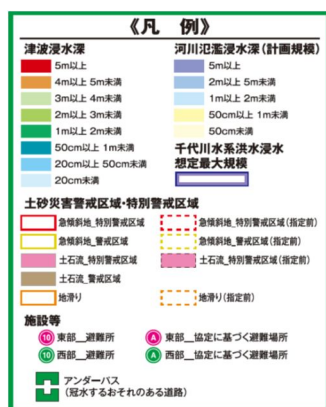 《凡 例》
津波浸水深
5m以上
4m以上 5m未満
3m以上 4m未満
2m以上 3m未満
1m以上 2m未満
50cm以上 1m未満
20cm以上 50cm未満
20cm未満
河川氾濫浸水深(計画規模)
5m以上
2m以上 5m未満
1m以上 2m未満
50cm以上 1m未満
50cm未満
千代川水系洪水浸水
想定最大規模
土砂災害警戒区域・特別警戒区域
急傾斜地_特別警戒区域
急傾斜地_特別警戒区域(指定前)
急傾斜地_警戒区域
急傾斜地_警戒区域(指定前)
土石流_特別警戒区域
土石流_特別警戒区域(指定前)
土石流_警戒区域
地滑り
地滑り(指定前)
施設等
10 東部__避難所
A 東部__協定に基づく避難場所
10 西部__避難所
A 西部__協定に基づく避難場所
アンダーパス
(冠水するおそれのある道路)